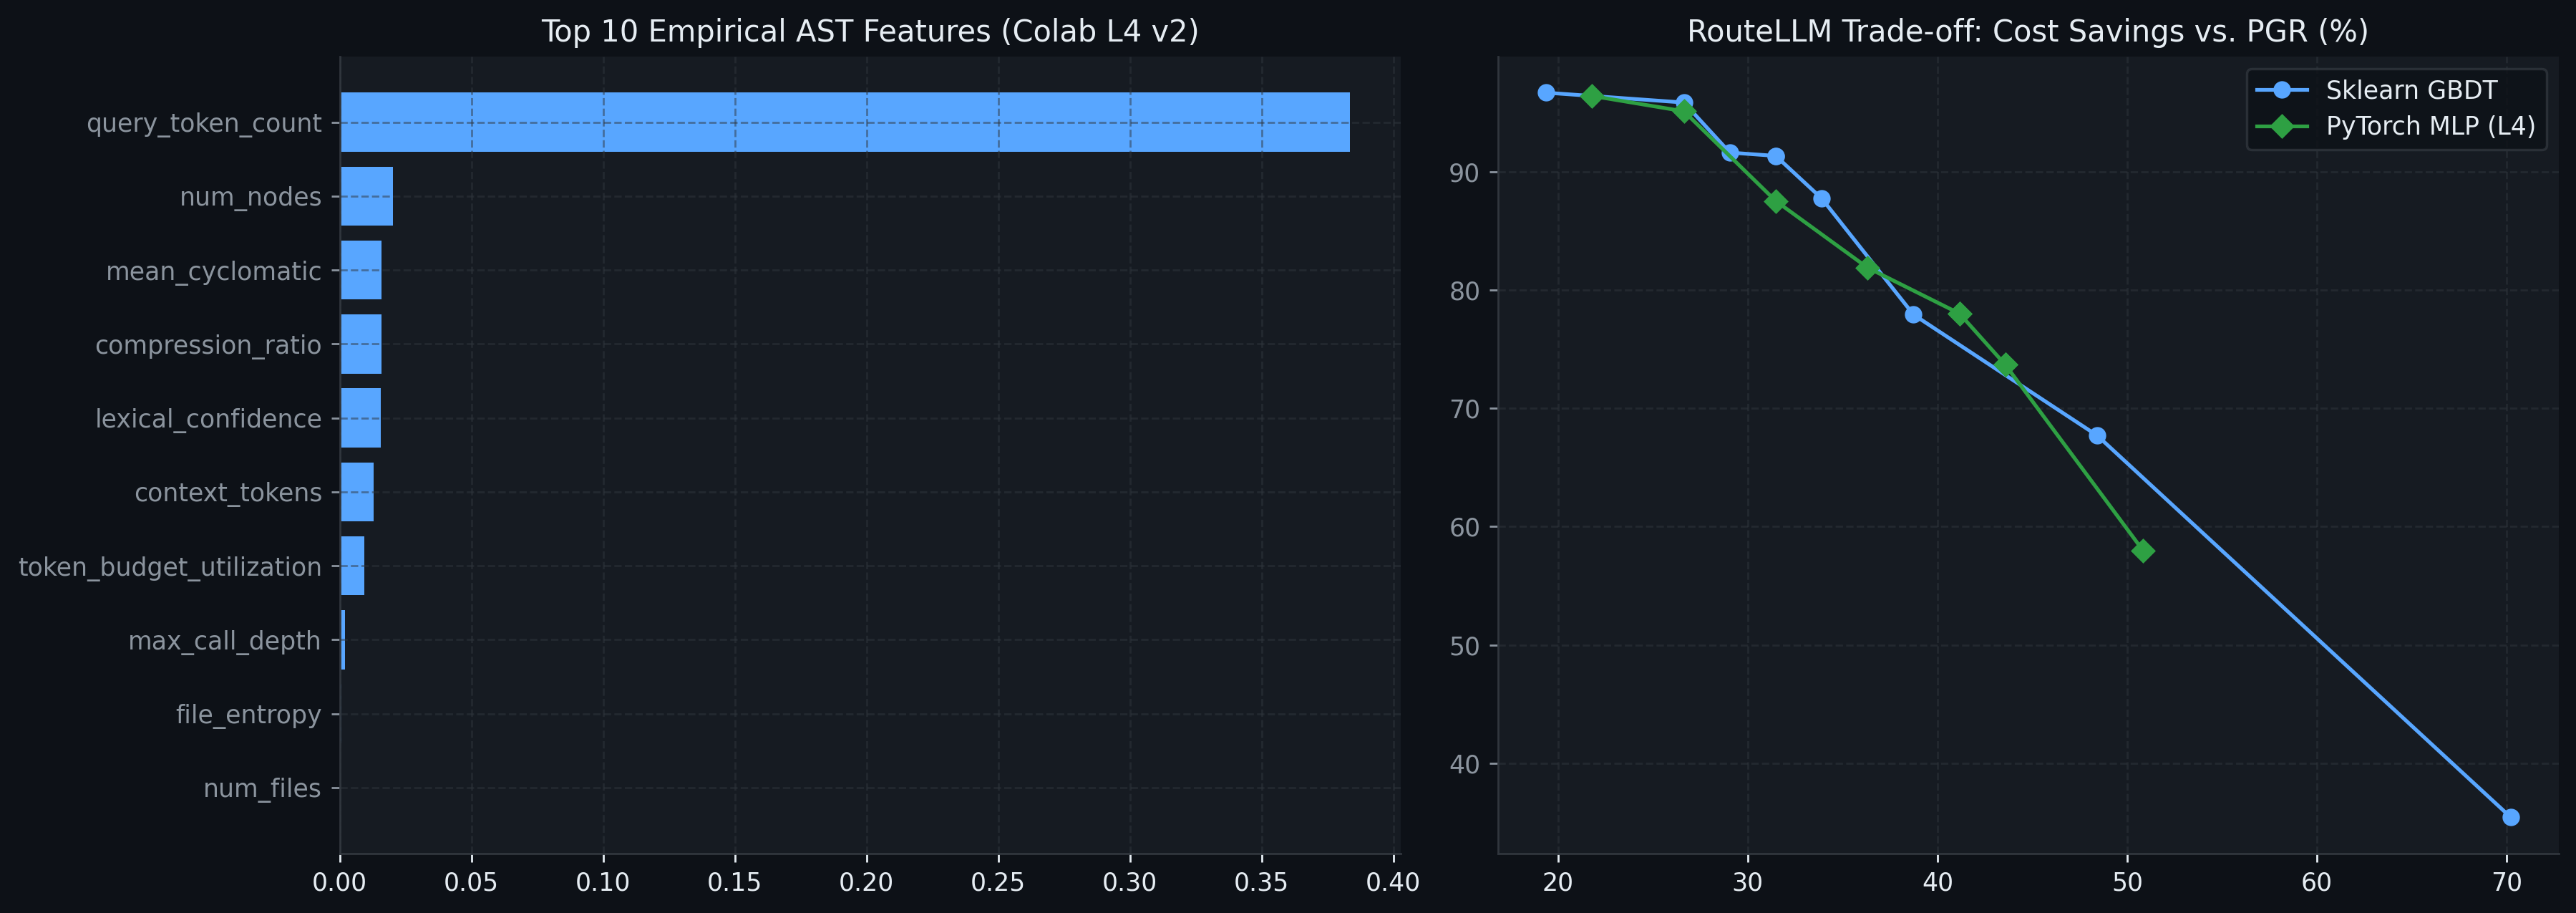 Top 10 Empirical AST Features (Colab L4 v2)
query_token_count
num_nodes
mean_cyclomatic
compression_ratio
lexical_confidence
context_tokens
token_budget_utilization
max_call_depth
file_entropy
num_files
0.00 0.05 0.10 0.15 0.20 0.25 0.30 0.35 0.40
RouteLLM Trade-off: Cost Savings vs. PGR (%)
Sklearn GBDT
PyTorch MLP (L4)
90
80
70
60
50
40
20 30 40 50 60 70